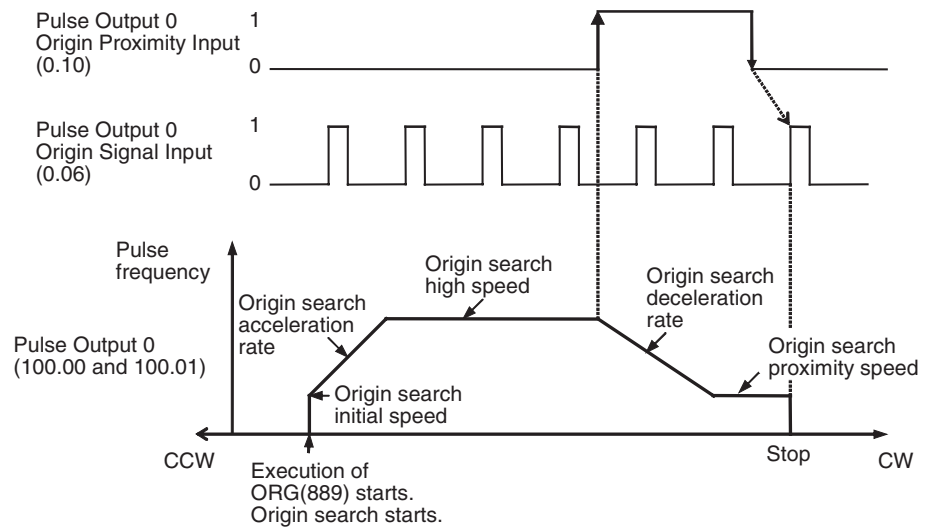 Pulse Output 0
Origin Proximity Input
(0.10)
1
0
Pulse Output 0
Origin Signal Input
(0.06)
1
0
Pulse
frequency
Origin search
acceleration
rate
Origin search
high speed
Origin search
deceleration
rate
Pulse Output 0
(100.00 and 100.01)
Origin search
initial speed
Origin search
proximity speed
CCW
Stop
CW
Execution of
ORG(889) starts.
Origin search starts.